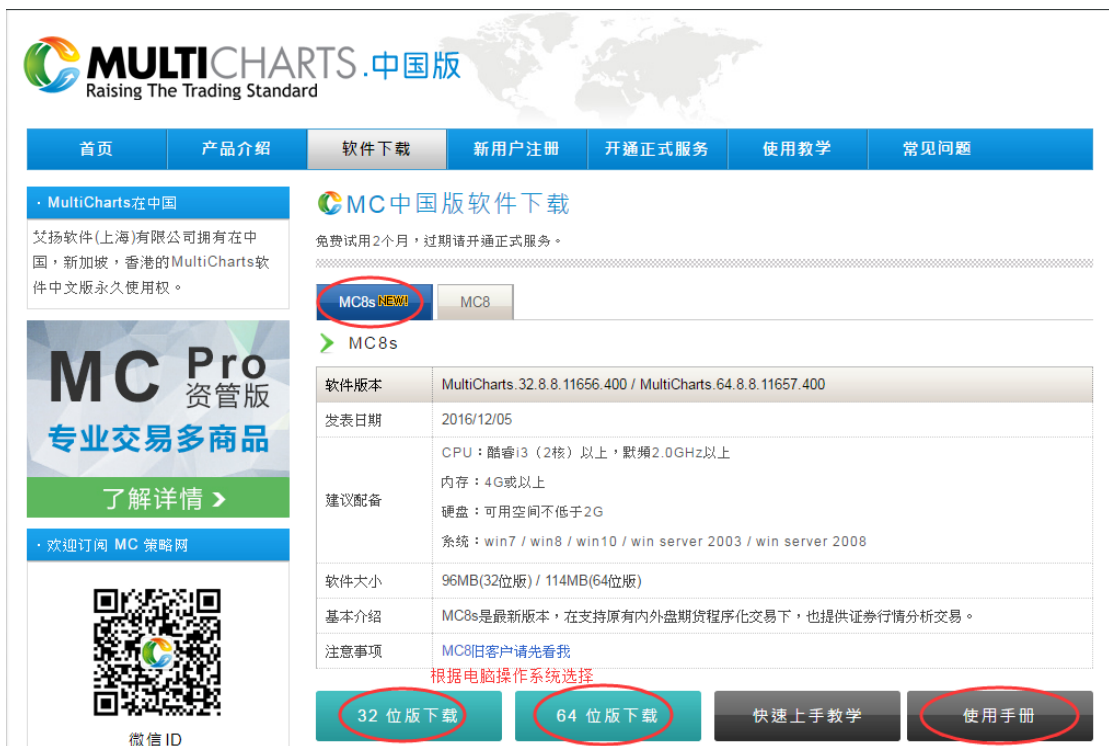 MULTICHARTS.中国版
Raising The Trading Standard
首页 产品介绍 软件下载 新用户注册 开通正式服务 使用教学 常见问题
· MultiCharts在中国
艾扬软件(上海)有限公司拥有在中
国，新加坡，香港的MultiCharts软
件中文版永久使用权。
MC Pro
资管版
专业交易多商品
了解详情
· 欢迎订阅 MC 策略网
微信 ID
MC中国版软件下载
免费试用2个月，过期请开通正式服务。
MC8s NEW! MC8
MC8s
软件版本 MultiCharts.32.8.8.11656.400 / MultiCharts.64.8.8.11657.400
发表日期 2016/12/05
建议配备
CPU：酷睿i3（2核）以上，默頻2.0GHz以上
内存：4G或以上
硬盘：可用空间不低于2G
系统：win7 / win8 / win10 / win server 2003 / win server 2008
软件大小 96MB(32位版) / 114MB(64位版)
基本介绍 MC8s是最新版本，在支持原有内外盘期货程序化交易下，也提供证券行情分析交易。
注意事项 MC8旧客户请先看我
根据电脑操作系统选择
32 位版下载 64 位版下载 快速上手教学 使用手册